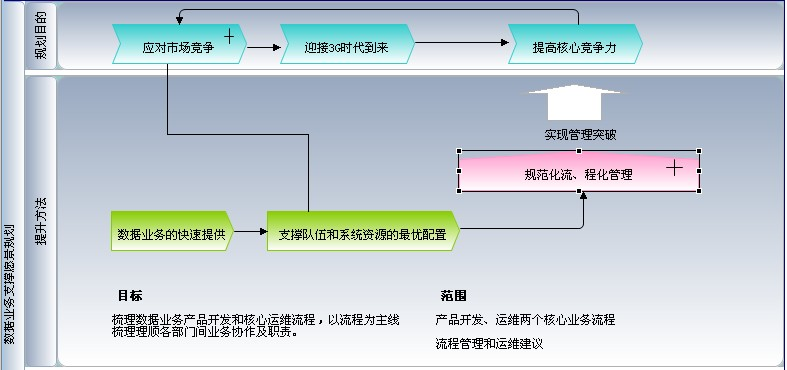 数据业务支撑愿景规划
规划目的
应对市场竞争
迎接3G时代到来
提高核心竞争力
提升方法
实现管理突破
规范化流、程化管理
数据业务的快速提供
支撑队伍和系统资源的最优配置
目标
梳理数据业务产品开发和核心运维流程，以流程为主线
梳理理顺各部门间业务协作及职责。
范围
产品开发、运维两个核心业务流程
流程管理和运维建议